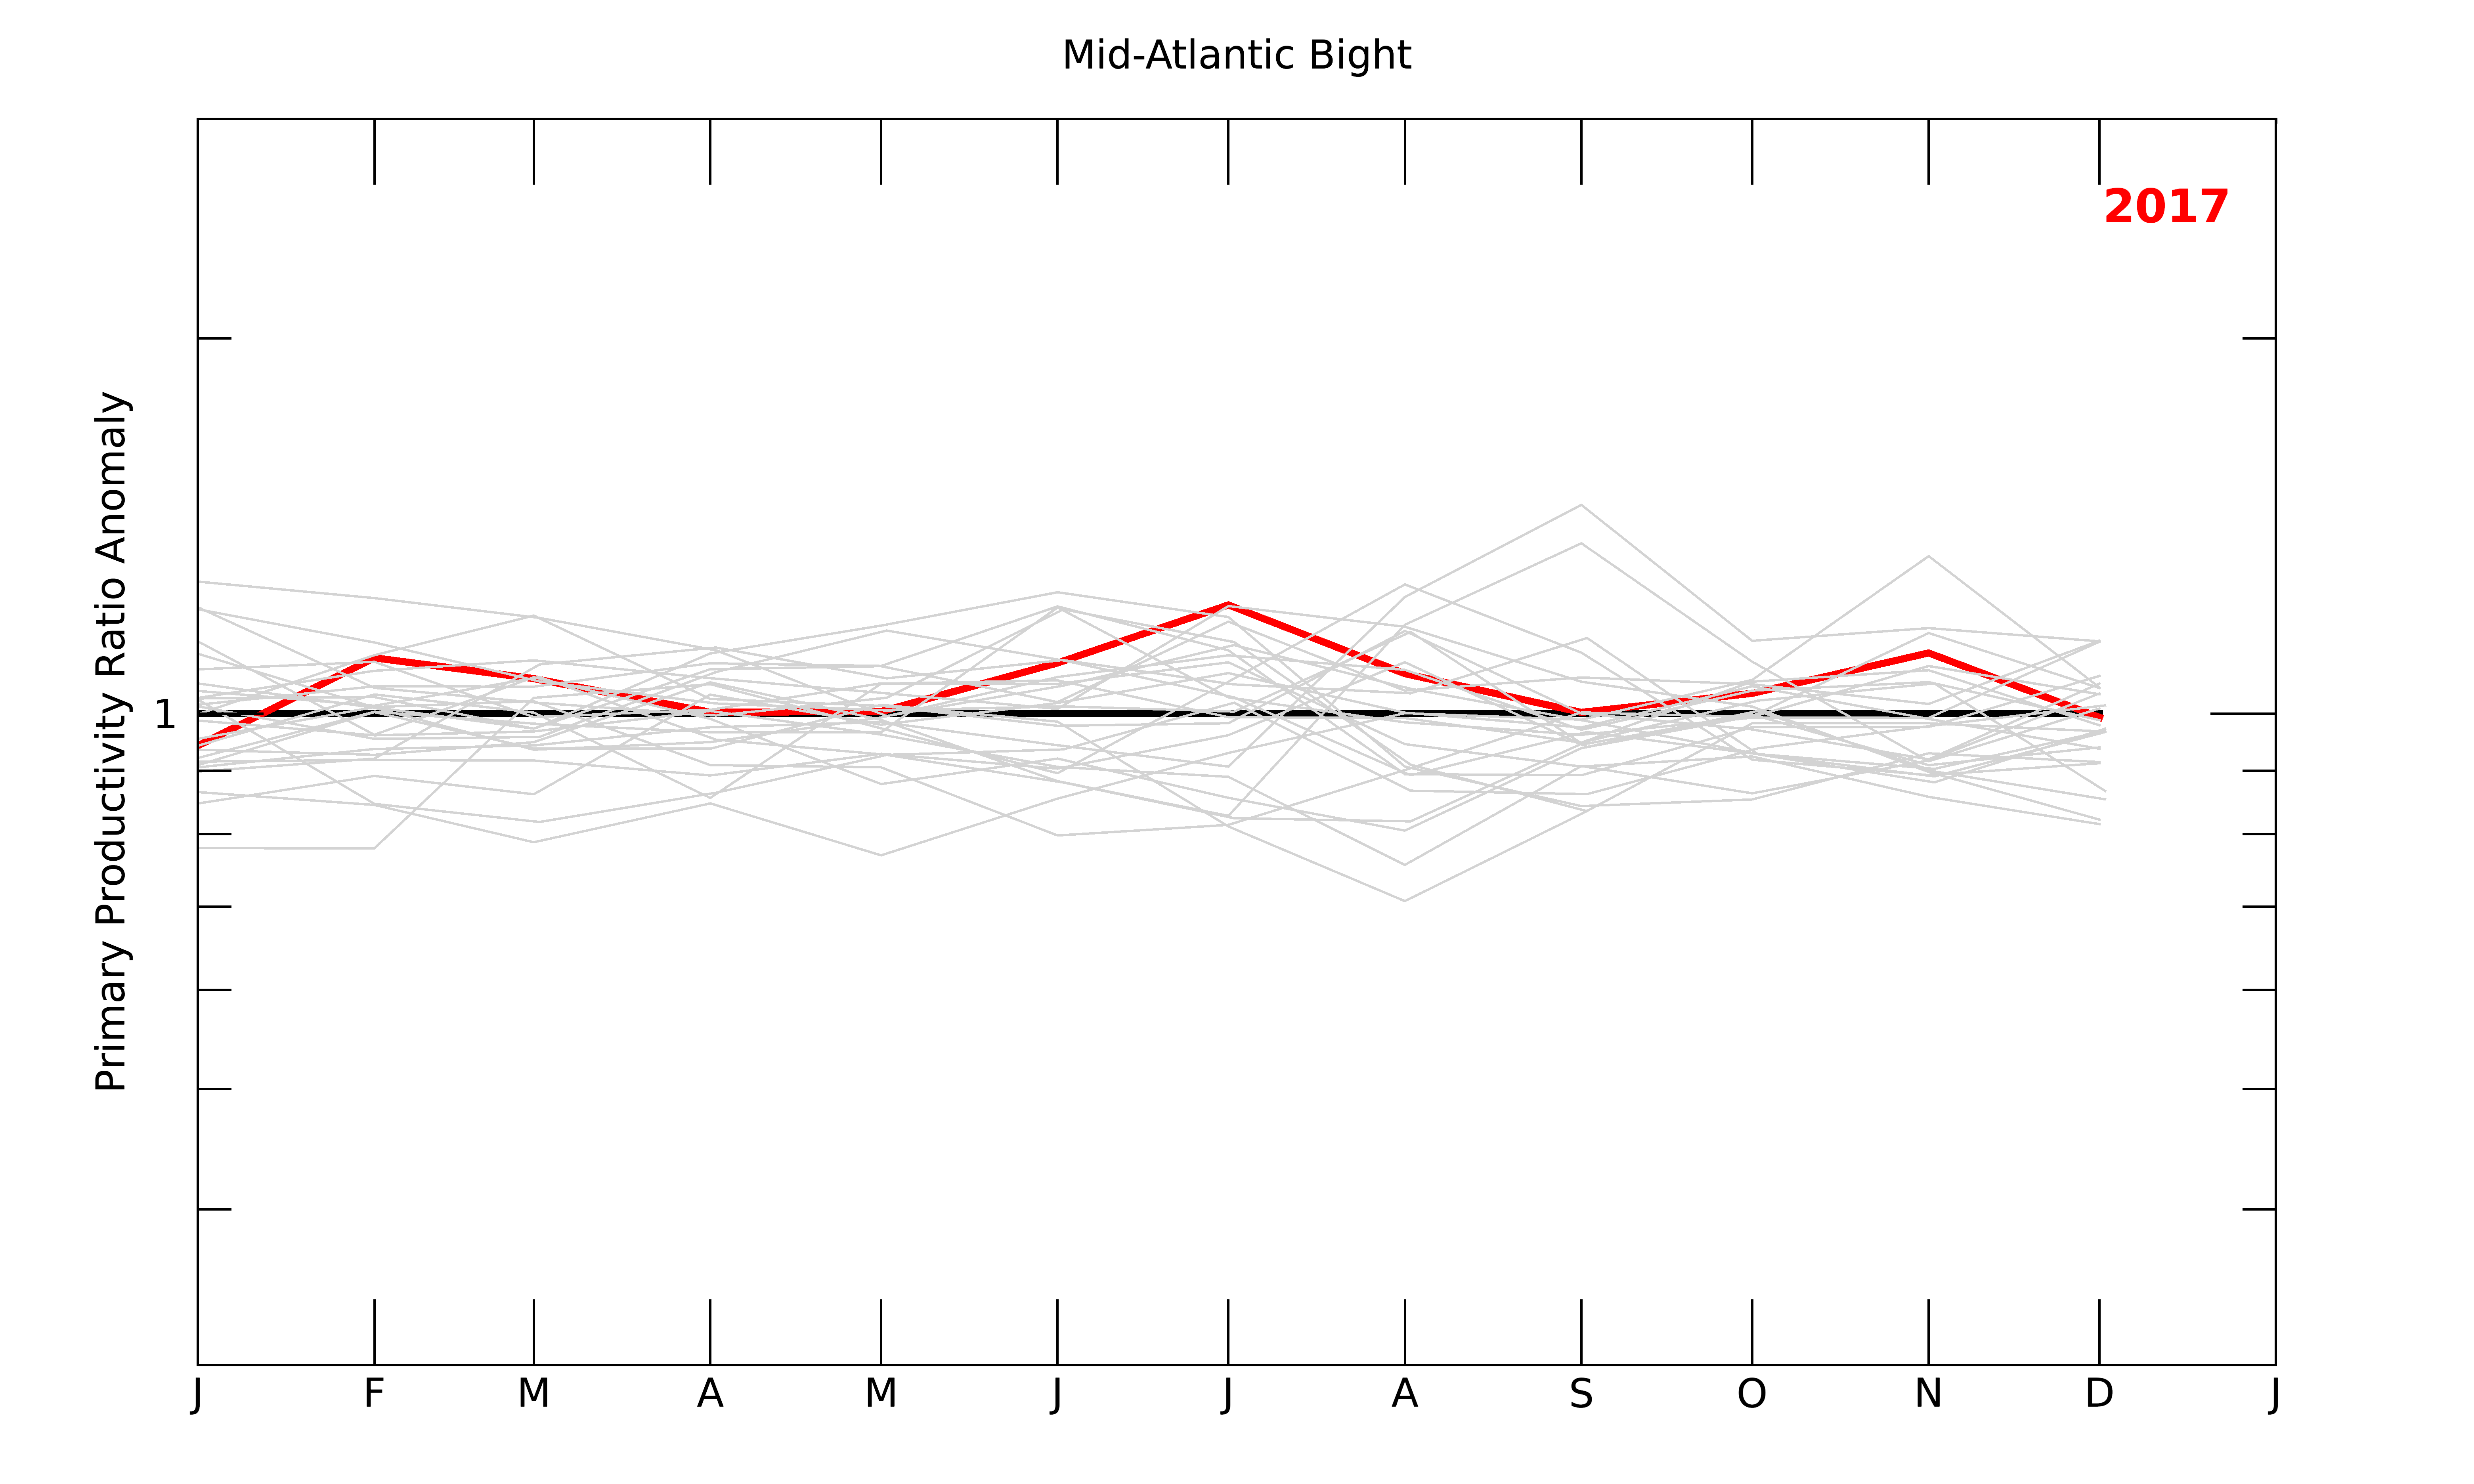 Mid-Atlantic Bight
2017
Primary Productivity Ratio Anomaly
1
J F M A M J J A S O N D J